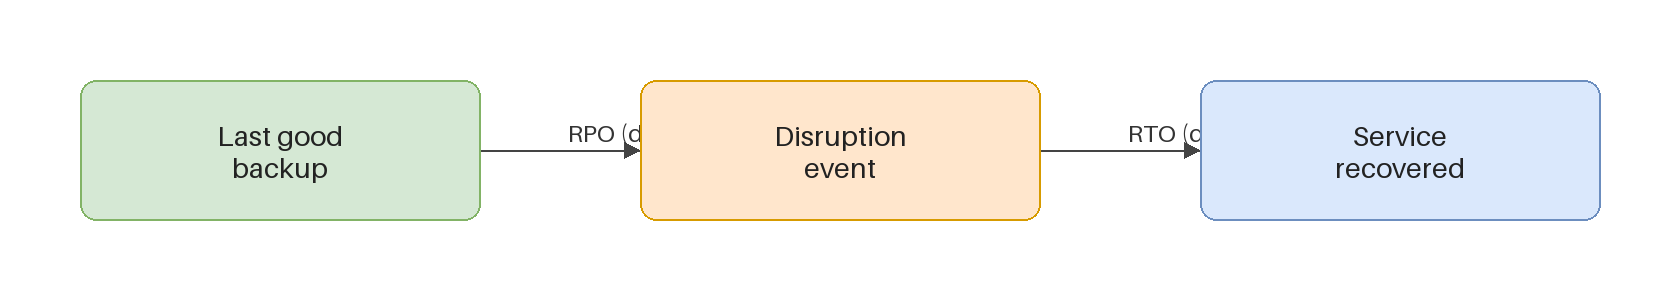 Last good
backup
RPO
Disruption
event
RTO
Service
recovered